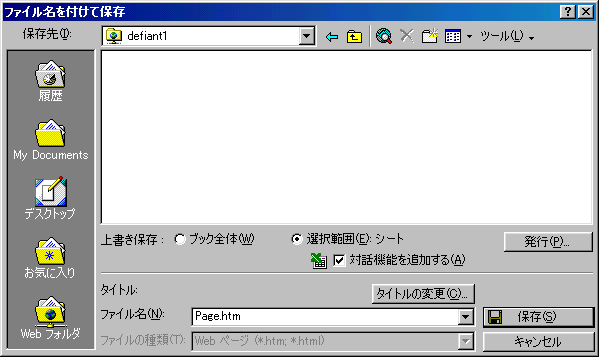 ファイル名を付けて保存
保存先(I):
defiant1
ツール(L)
履歴
My Documents
デスクトップ
お気に入り
Web フォルダ
上書き保存:
ブック全体(W)
選択範囲(E): シート
発行(P)...
対話機能を追加する(A)
タイトル:
タイトルの変更(C)...
ファイル名(N):
Page.htm
保存(S)
ファイルの種類(T):
Web ページ (*.htm; *.html)
キャンセル